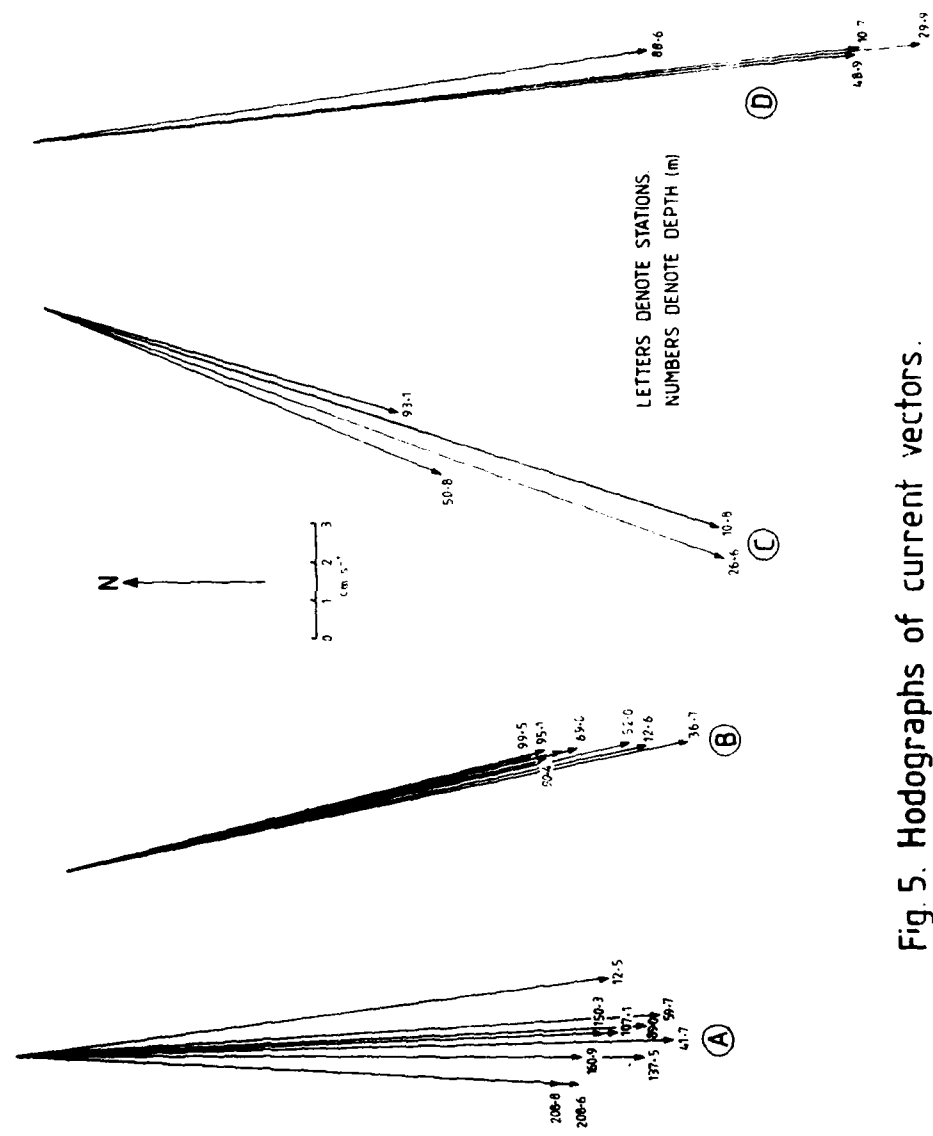 N
0 1 2 3
cm s⁻¹
LETTERS DENOTE STATIONS.
NUMBERS DENOTE DEPTH (m)
208·8
208·6
160·9
137·5
150·3
107·1
89·0
41·7
59·7
12·5
A
99·5
95·1
90·4
52·0
12·6
36·7
B
50·8
93·1
26·6
10·8
C
88·6
10·7
48·9
29·9
D
Fig. 5. Hodographs of current vectors.